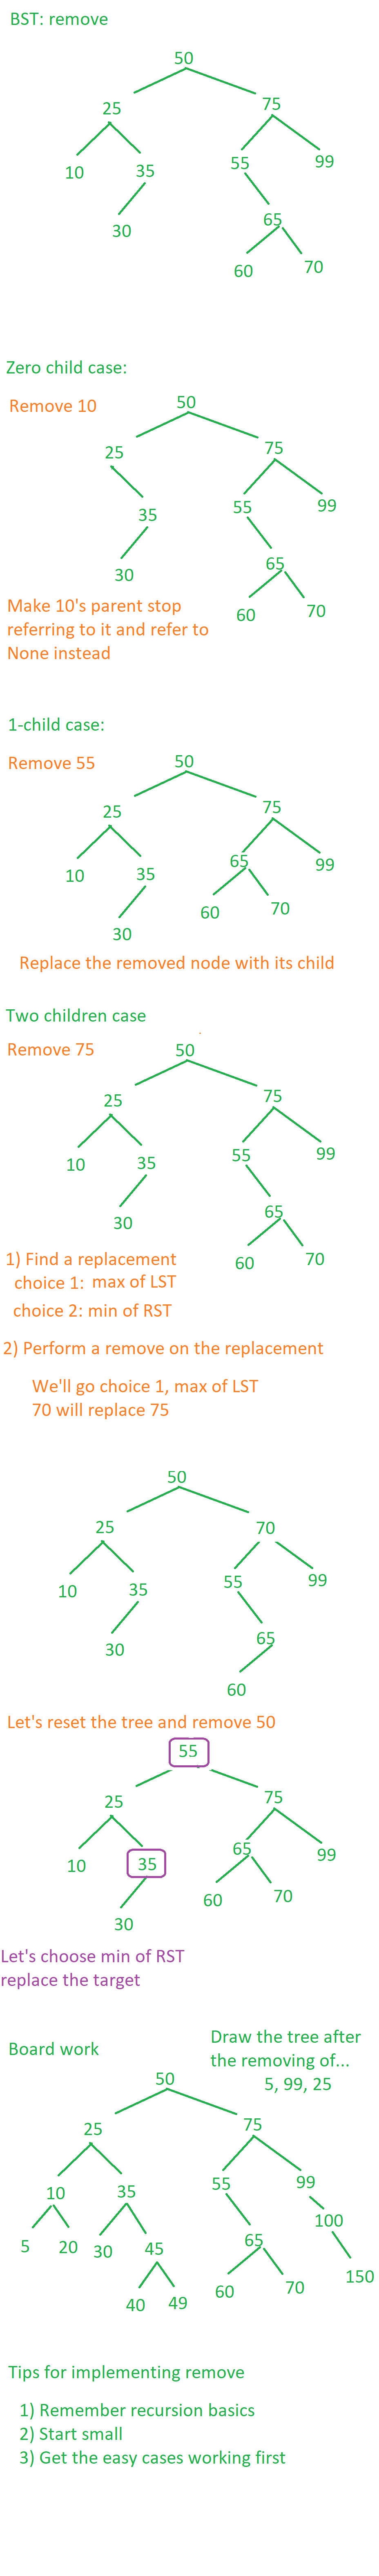 BST: remove
50
25
75
10
35
55
99
30
65
60
70
Zero child case:
Remove 10
50
25
75
35
55
99
30
65
Make 10's parent stop
referring to it and refer to
None instead
60
70
1-child case:
Remove 55
50
25
75
10
35
65
99
30
60
70
Replace the removed node with its child
Two children case
Remove 75
50
25
75
10
35
55
99
30
65
60
70
1) Find a replacement
choice 1: max of LST
choice 2: min of RST
2) Perform a remove on the replacement
We'll go choice 1, max of LST
70 will replace 75
50
25
70
10
35
55
99
30
65
60
Let's reset the tree and remove 50
55
25
75
10
35
65
99
30
60
70
Let's choose min of RST
replace the target
Board work
Draw the tree after
the removing of...
5, 99, 25
50
25
75
10
35
55
99
5
20
30
45
65
100
40
49
60
70
150
Tips for implementing remove
1) Remember recursion basics
2) Start small
3) Get the easy cases working first